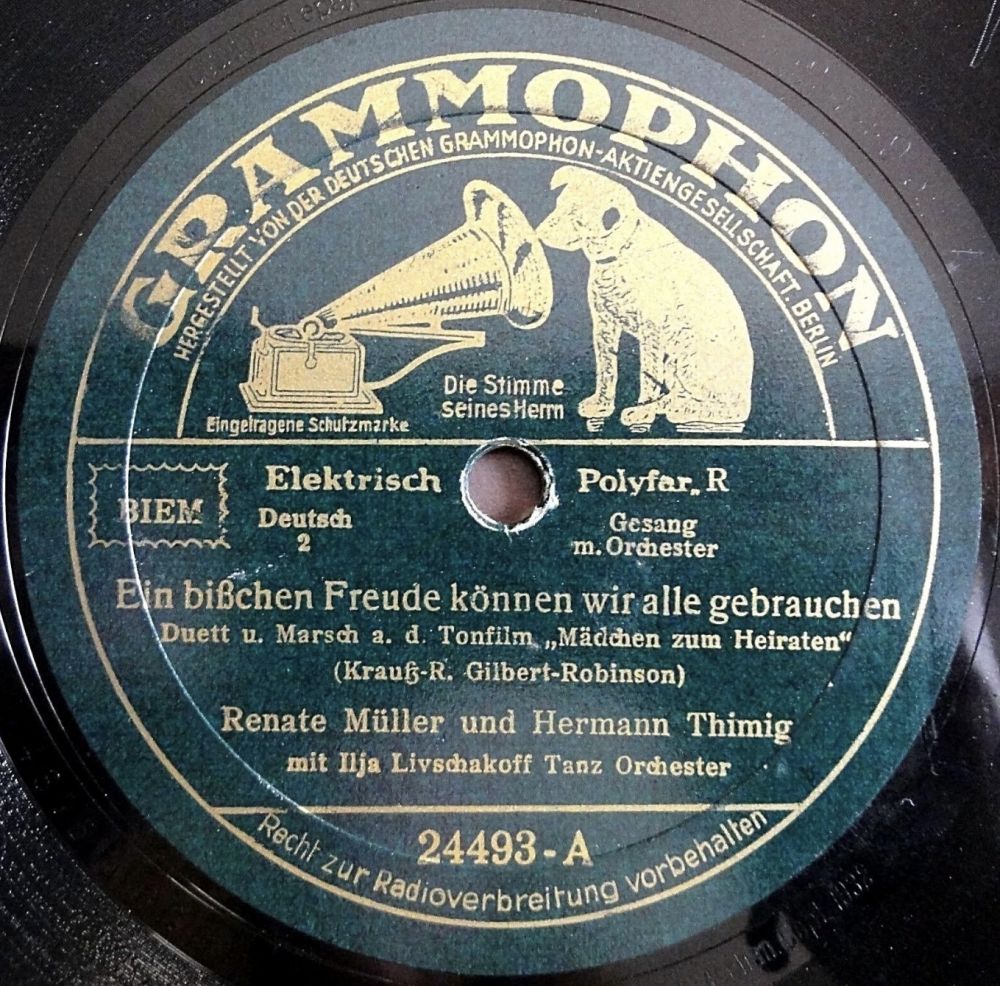 GRAMMOPHON
HERGESTELLT VON DER DEUTSCHEN GRAMMOPHON-AKTIENGESELLSCHAFT. BERLIN
Die Stimme
seines Herrn
Eingetragene Schutzmarke
BIEM
Elektrisch
Polyfar„ R
Deutsch
2
Gesang
m. Orchester
Ein bißchen Freude können wir alle gebrauchen
Duett u. Marsch a. d. Tonfilm „Mädchen zum Heiraten“
(Krauß-R. Gilbert-Robinson)
Renate Müller und Hermann Thimig
mit Ilja Livschakoff Tanz Orchester
24493-A
Recht zur Radioverbreitung vorbehalten